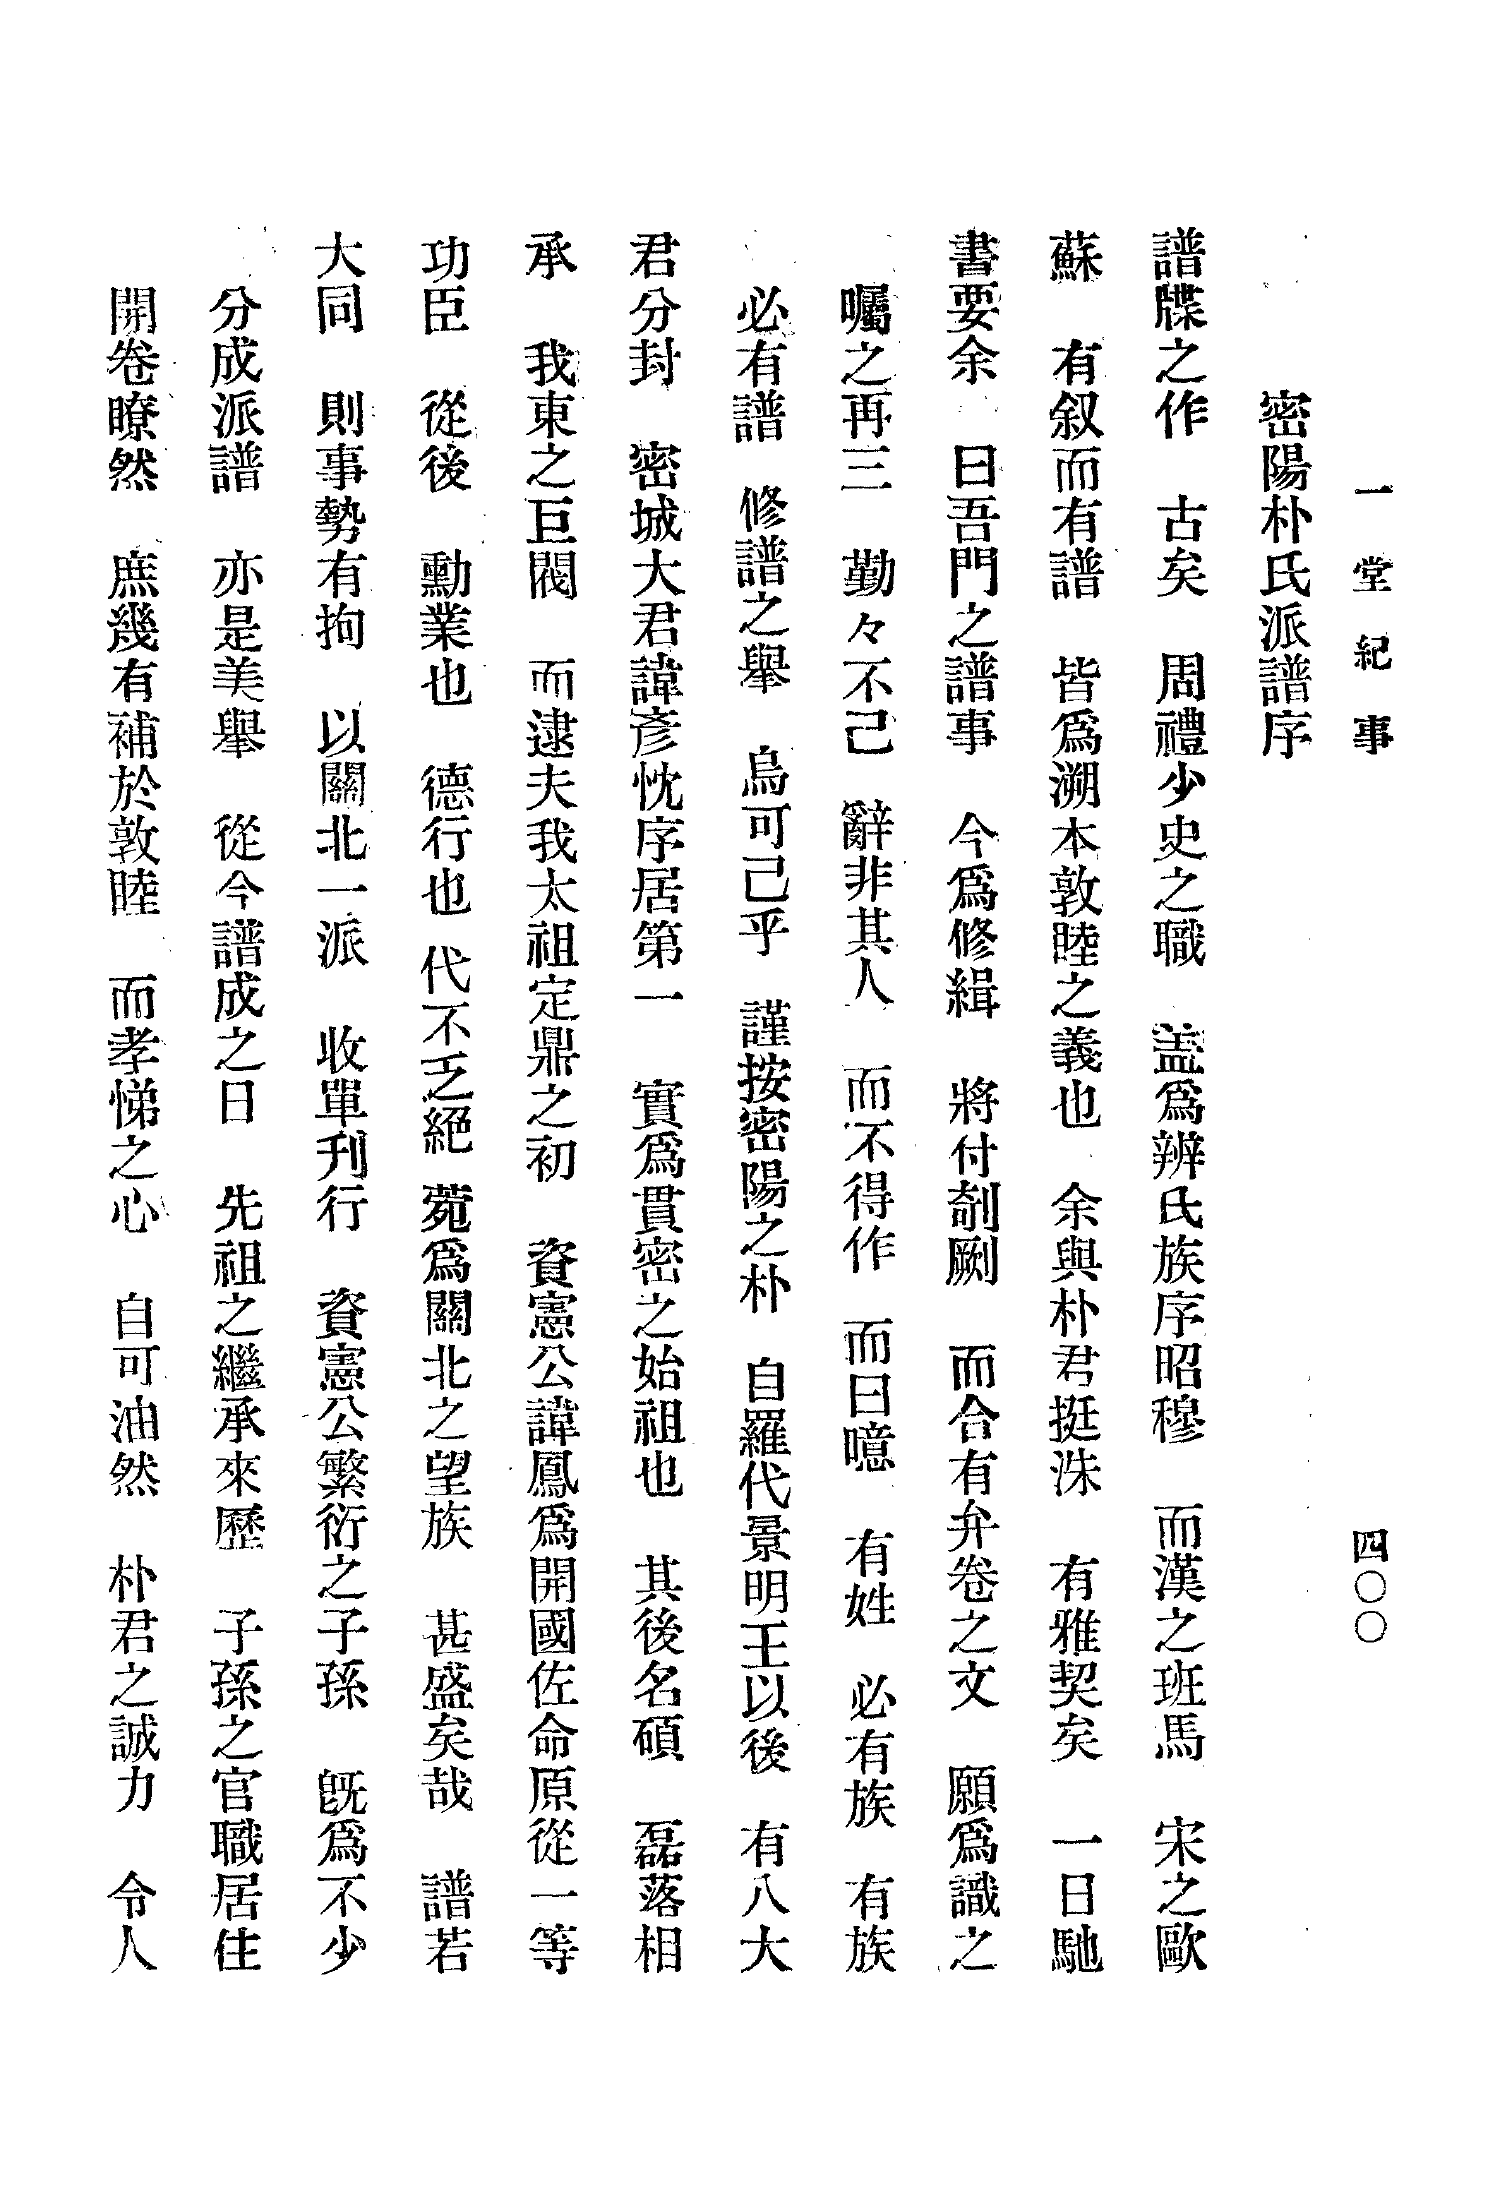 一堂紀事 四〇〇
密陽朴氏派譜序
譜牒之作 古矣 周禮少史之職 盖爲辨氏族序昭穆 而漢之班馬 宋之歐
蘇 有叙而有譜 皆爲溯本敦睦之義也 余與朴君挺洙 有雅契矣 一日馳
書要余 曰吾門之譜事 今爲修緝 將付剞劂 而合有弁卷之文 願爲識之
囑之再三 勤々不己 辭非其人 而不得作 而曰噫 有姓 必有族 有族
必有譜 修譜之擧 烏可己乎 謹按密陽之朴 自羅代景明王以後 有八大
君分封 密城大君諱彥忱序居第一 實爲貫密之始祖也 其後名碩 磊落相
承 我東之巨閥 而逮夫我太祖定鼎之初 資憲公諱鳳爲開國佐命原從一等
功臣 從後 勳業也 德行也 代不乏絕 菀爲關北之望族 甚盛矣哉 譜若
大同 則事勢有拘 以關北一派 收單刋行 資憲公繁衍之子孫 旣爲不少
分成派譜 亦是美擧 從今譜成之日 先祖之繼承來歷 子孫之官職居住
開卷瞭然 庶幾有補於敦睦 而孝悌之心 自可油然 朴君之誠力 令人